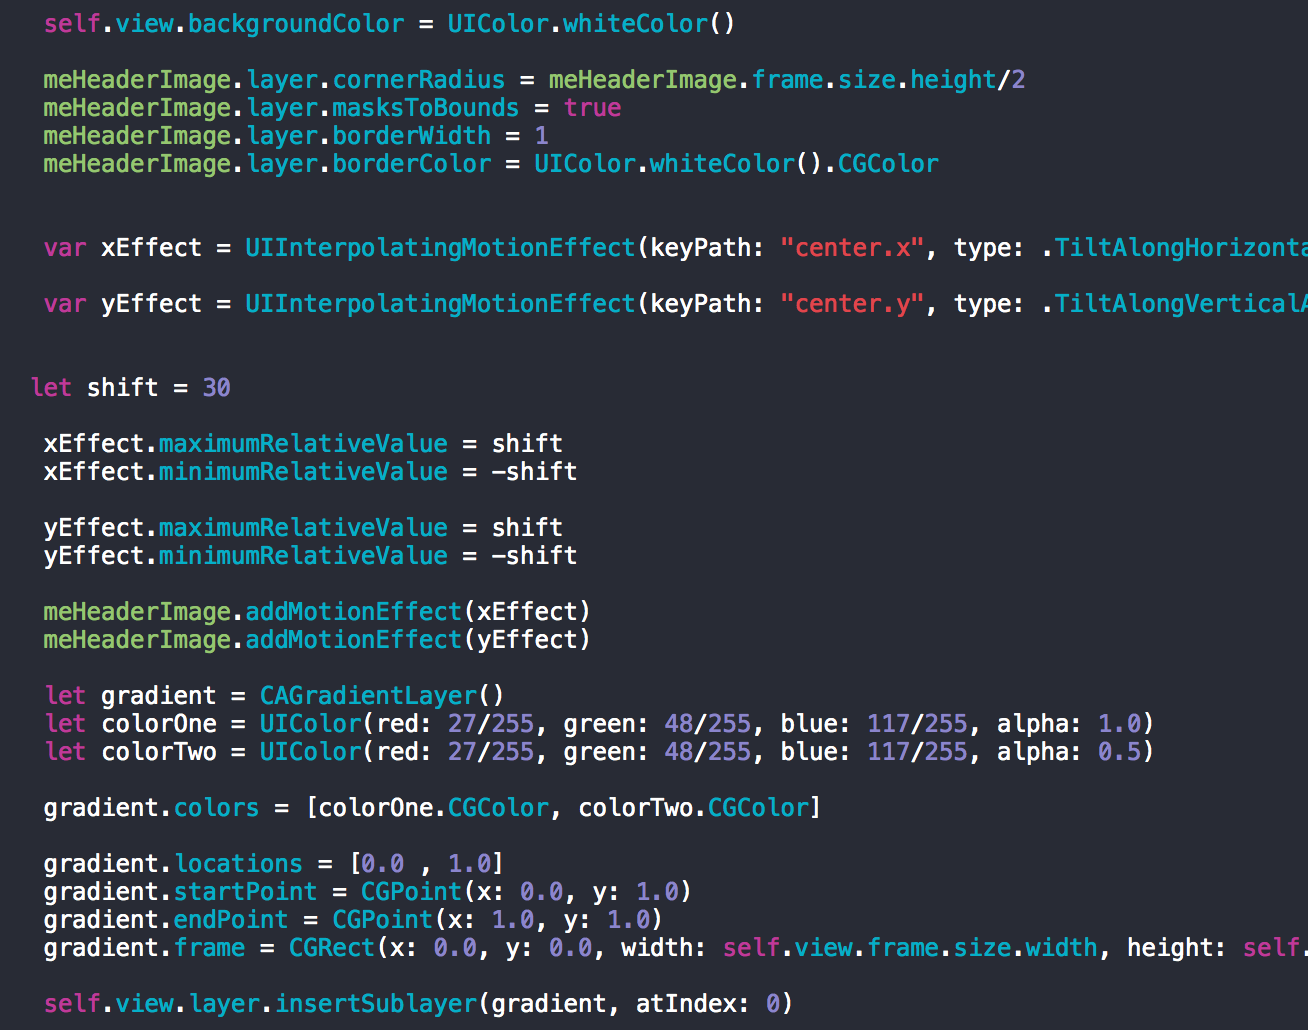 self.view.backgroundColor = UIColor.whiteColor()
meHeaderImage.layer.cornerRadius = meHeaderImage.frame.size.height/2
meHeaderImage.layer.masksToBounds = true
meHeaderImage.layer.borderWidth = 1
meHeaderImage.layer.borderColor = UIColor.whiteColor().CGColor
var xEffect = UIInterpolatingMotionEffect(keyPath: "center.x", type: .TiltAlongHorizonta
var yEffect = UIInterpolatingMotionEffect(keyPath: "center.y", type: .TiltAlongVerticalA
let shift = 30
xEffect.maximumRelativeValue = shift
xEffect.minimumRelativeValue = -shift
yEffect.maximumRelativeValue = shift
yEffect.minimumRelativeValue = -shift
meHeaderImage.addMotionEffect(xEffect)
meHeaderImage.addMotionEffect(yEffect)
let gradient = CAGradientLayer()
let colorOne = UIColor(red: 27/255, green: 48/255, blue: 117/255, alpha: 1.0)
let colorTwo = UIColor(red: 27/255, green: 48/255, blue: 117/255, alpha: 0.5)
gradient.colors = [colorOne.CGColor, colorTwo.CGColor]
gradient.locations = [0.0 , 1.0]
gradient.startPoint = CGPoint(x: 0.0, y: 1.0)
gradient.endPoint = CGPoint(x: 1.0, y: 1.0)
gradient.frame = CGRect(x: 0.0, y: 0.0, width: self.view.frame.size.width, height: self.
self.view.layer.insertSublayer(gradient, atIndex: 0)